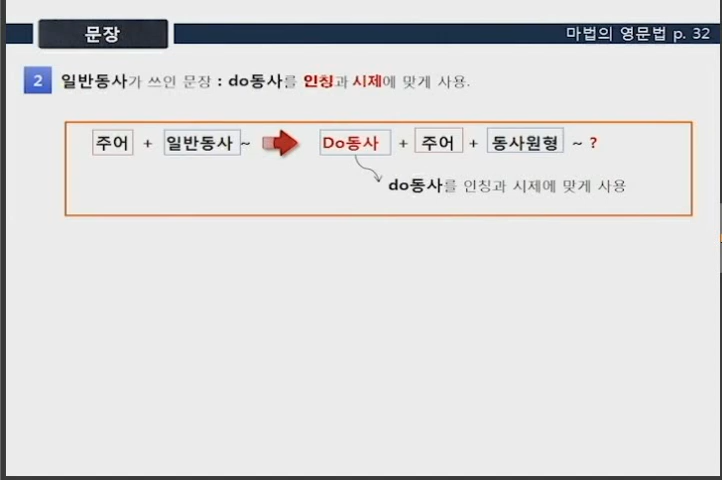 문장
마법의 영문법 p. 32
2 일반동사가 쓰인 문장 : do동사를 인칭과 시제에 맞게 사용.
주어 + 일반동사 ~ Do동사 + 주어 + 동사원형 ~ ?
do동사를 인칭과 시제에 맞게 사용